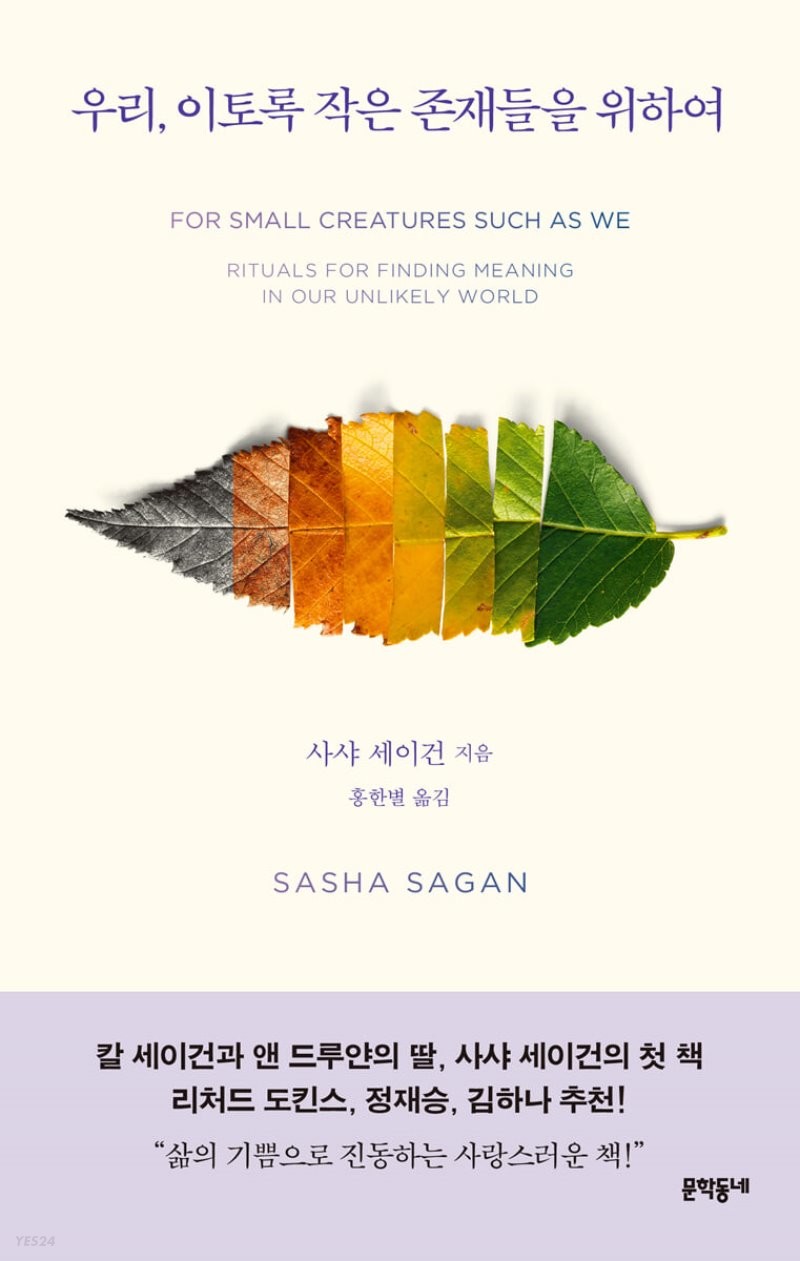 우리, 이토록 작은 존재들을 위하여
FOR SMALL CREATURES SUCH AS WE
RITUALS FOR FINDING MEANING
IN OUR UNLIKELY WORLD
사샤 세이건 지음
홍한별 옮김
SASHA SAGAN
칼 세이건과 앤 드루얀의 딸, 사샤 세이건의 첫 책
리처드 도킨스, 정재승, 김하나 추천!
“삶의 기쁨으로 진동하는 사랑스러운 책!”
문학동네
YES24